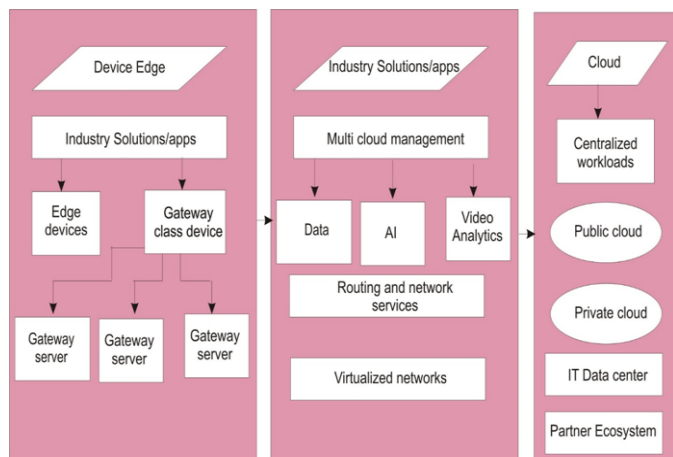 Device Edge
Industry Solutions/apps
Edge
devices
Gateway
class device
Gateway
server
Gateway
server
Gateway
server
Industry Solutions/apps
Multi cloud management
Data
AI
Video
Analytics
Routing and network
services
Virtualized networks
Cloud
Centralized
workloads
Public cloud
Private cloud
IT Data center
Partner Ecosystem